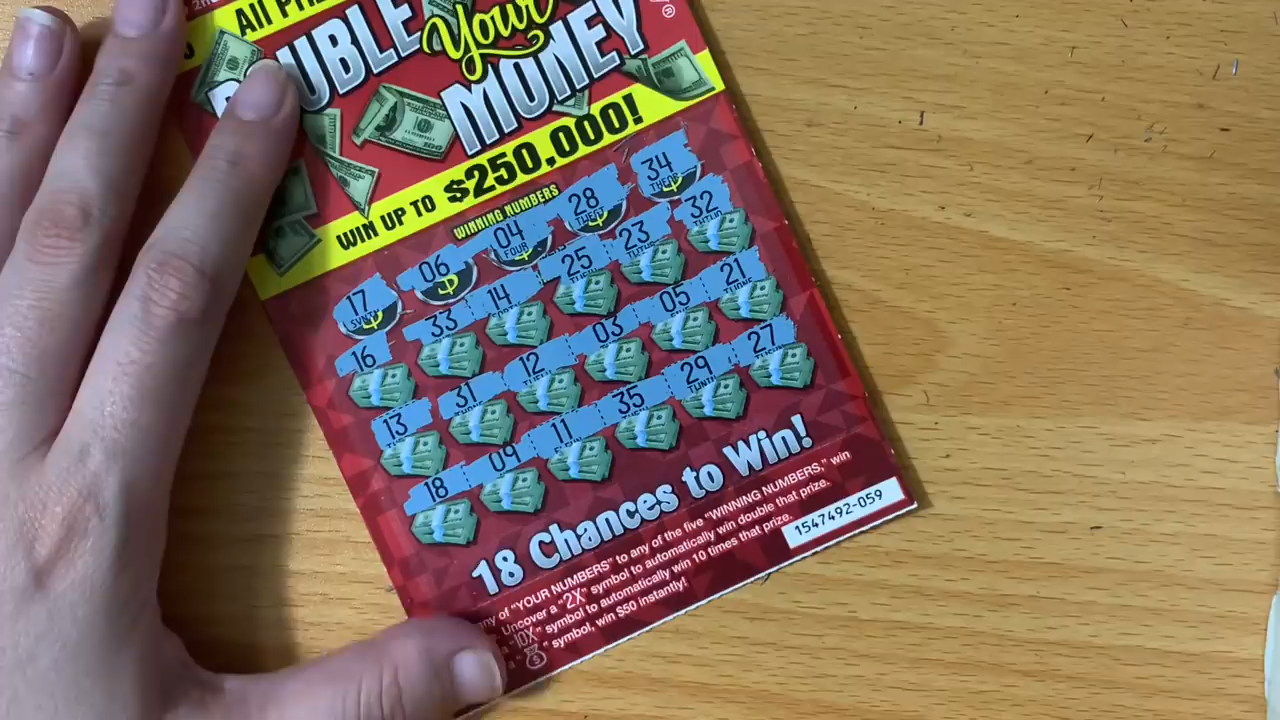 All
DOUBLE Your
MONEY
®
WIN UP TO $250,000!
WINNING NUMBERS
17 06 04 28 34
SVNTN FOUR
16 33 14 25 23 32
13 31 12 03 05 21
18 09 11 35 29 27
18 Chances to Win!
any of "YOUR NUMBERS" to any of the five "WINNING NUMBERS," win
Uncover a "2X" symbol to automatically win double that prize.
a "10X" symbol to automatically win 10 times that prize.
symbol, win $50 instantly!
1547492-059